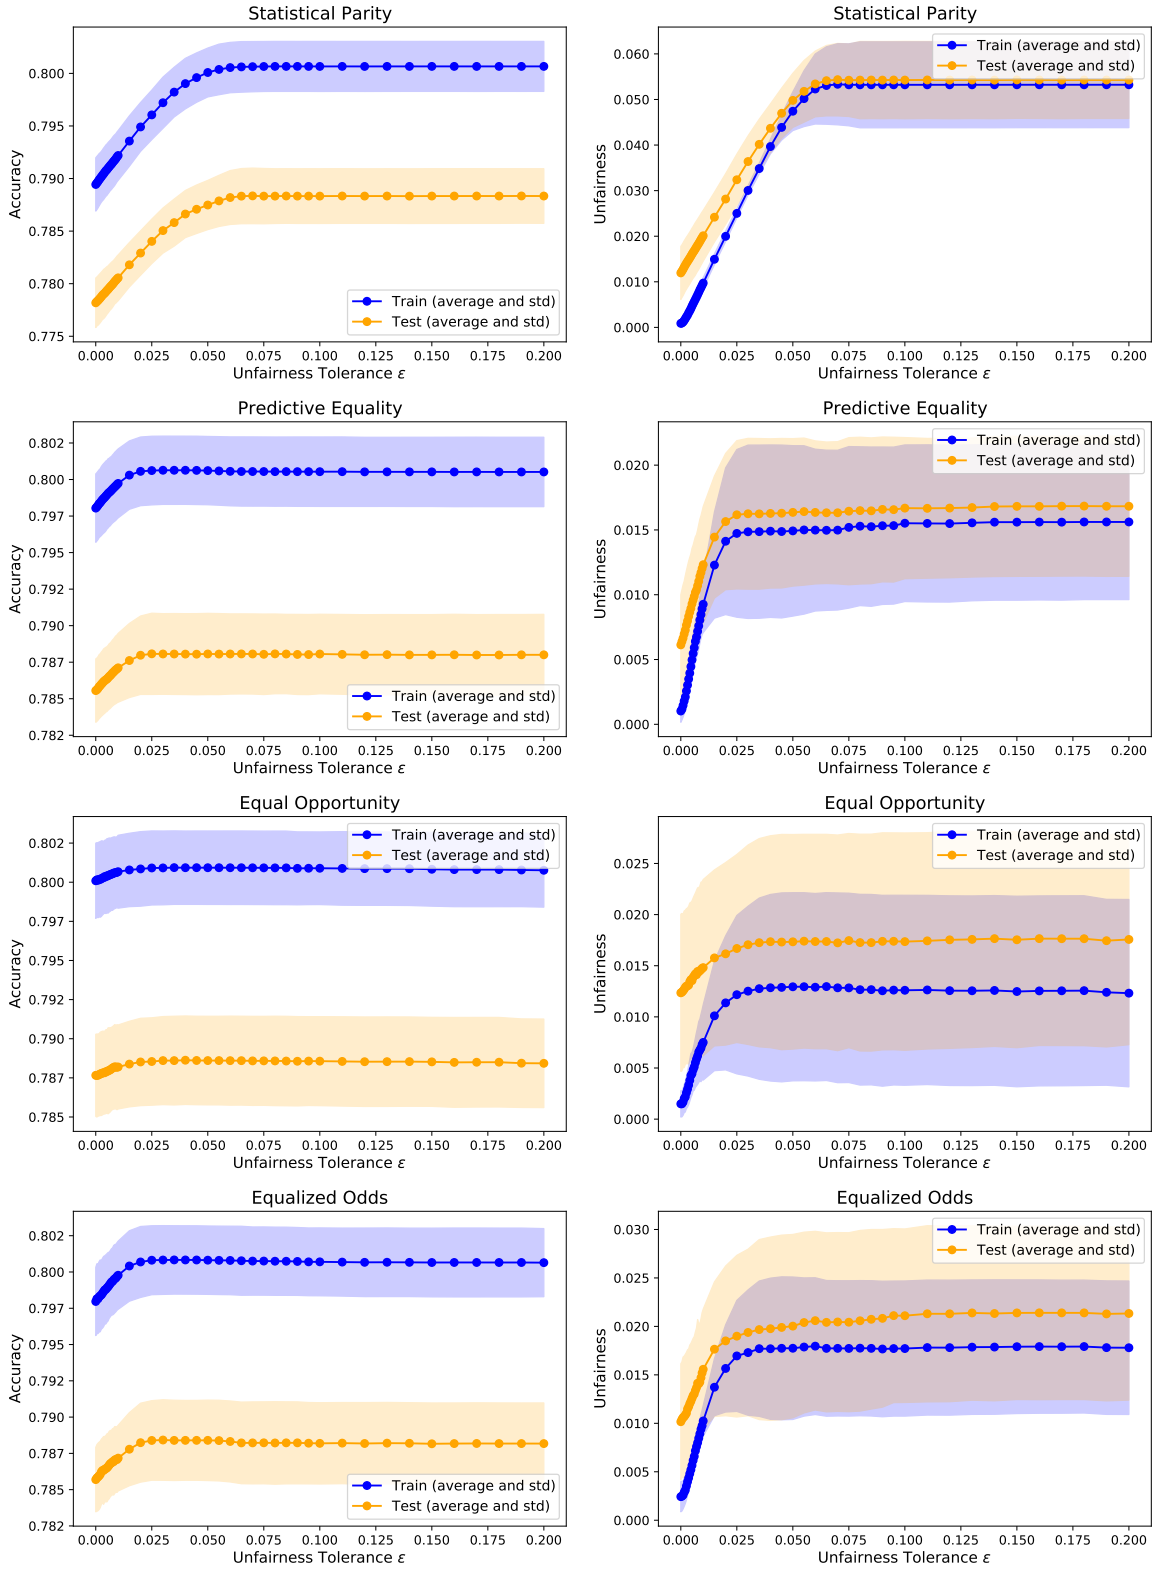 Statistical Parity
Accuracy
0.800
0.795
0.790
0.785
0.780
0.775
Train (average and std)
Test (average and std)
0.000 0.025 0.050 0.075 0.100 0.125 0.150 0.175 0.200
Unfairness Tolerance ε
Statistical Parity
Unfairness
0.060
0.050
0.040
0.030
0.020
0.010
0.000
Train (average and std)
Test (average and std)
0.000 0.025 0.050 0.075 0.100 0.125 0.150 0.175 0.200
Unfairness Tolerance ε
Predictive Equality
Accuracy
0.802
0.800
0.797
0.795
0.792
0.790
0.787
0.785
0.782
Train (average and std)
Test (average and std)
0.000 0.025 0.050 0.075 0.100 0.125 0.150 0.175 0.200
Unfairness Tolerance ε
Predictive Equality
Unfairness
0.020
0.015
0.010
0.005
0.000
Train (average and std)
Test (average and std)
0.000 0.025 0.050 0.075 0.100 0.125 0.150 0.175 0.200
Unfairness Tolerance ε
Equal Opportunity
Accuracy
0.802
0.800
0.797
0.795
0.792
0.790
0.787
0.785
Train (average and std)
Test (average and std)
0.000 0.025 0.050 0.075 0.100 0.125 0.150 0.175 0.200
Unfairness Tolerance ε
Equal Opportunity
Unfairness
0.025
0.020
0.015
0.010
0.005
0.000
Train (average and std)
Test (average and std)
0.000 0.025 0.050 0.075 0.100 0.125 0.150 0.175 0.200
Unfairness Tolerance ε
Equalized Odds
Accuracy
0.802
0.800
0.797
0.795
0.792
0.790
0.787
0.785
0.782
Train (average and std)
Test (average and std)
0.000 0.025 0.050 0.075 0.100 0.125 0.150 0.175 0.200
Unfairness Tolerance ε
Equalized Odds
Unfairness
0.030
0.025
0.020
0.015
0.010
0.005
0.000
Train (average and std)
Test (average and std)
0.000 0.025 0.050 0.075 0.100 0.125 0.150 0.175 0.200
Unfairness Tolerance ε